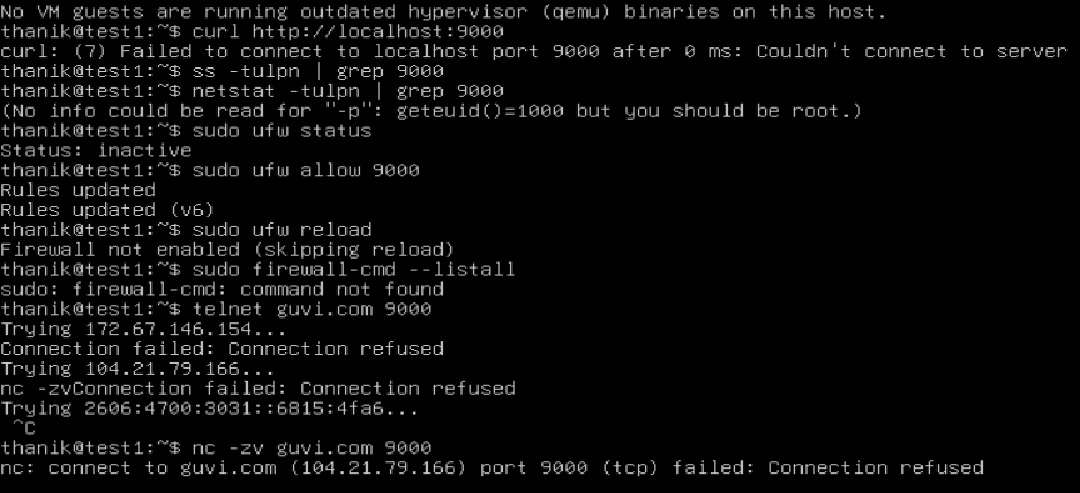 No VM guests are running outdated hypervisor (qemu) binaries on this host.
thanik@test1:~$ curl http://localhost:9000
curl: (7) Failed to connect to localhost port 9000 after 0 ms: Couldn't connect to server
thanik@test1:~$ ss -tulpn | grep 9000
thanik@test1:~$ netstat -tulpn | grep 9000
(No info could be read for "-p": geteuid()=1000 but you should be root.)
thanik@test1:~$ sudo ufw status
Status: inactive
thanik@test1:~$ sudo ufw allow 9000
Rules updated
Rules updated (v6)
thanik@test1:~$ sudo ufw reload
Firewall not enabled (skipping reload)
thanik@test1:~$ sudo firewall-cmd --listall
sudo: firewall-cmd: command not found
thanik@test1:~$ telnet guvi.com 9000
Trying 172.67.146.154...
Connection failed: Connection refused
Trying 104.21.79.166...
nc -zvConnection failed: Connection refused
Trying 2606:4700:3031::6815:4fa6...
 ^C
thanik@test1:~$ nc -zv guvi.com 9000
nc: connect to guvi.com (104.21.79.166) port 9000 (tcp) failed: Connection refused